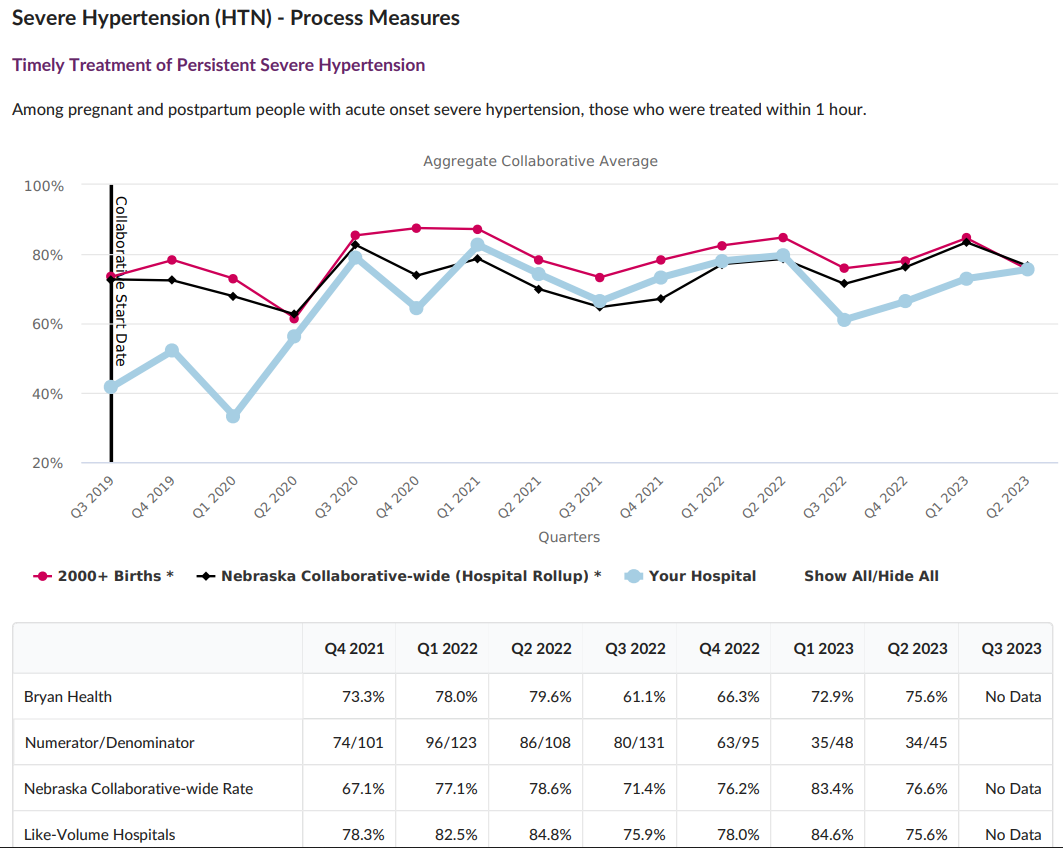 Severe Hypertension (HTN) - Process Measures
Timely Treatment of Persistent Severe Hypertension
Among pregnant and postpartum people with acute onset severe hypertension, those who were treated within 1 hour.
Aggregate Collaborative Average
100%
80%
60%
40%
20%
Collaborative Start Date
Q3 2019 Q4 2019 Q1 2020 Q2 2020 Q3 2020 Q4 2020 Q1 2021 Q2 2021 Q3 2021 Q4 2021 Q1 2022 Q2 2022 Q3 2022 Q4 2022 Q1 2023 Q2 2023
Quarters
2000+ Births * Nebraska Collaborative-wide (Hospital Rollup) * Your Hospital Show All/Hide All
Q4 2021 Q1 2022 Q2 2022 Q3 2022 Q4 2022 Q1 2023 Q2 2023 Q3 2023
Bryan Health 73.3% 78.0% 79.6% 61.1% 66.3% 72.9% 75.6% No Data
Numerator/Denominator 74/101 96/123 86/108 80/131 63/95 35/48 34/45
Nebraska Collaborative-wide Rate 67.1% 77.1% 78.6% 71.4% 76.2% 83.4% 76.6% No Data
Like-Volume Hospitals 78.3% 82.5% 84.8% 75.9% 78.0% 84.6% 75.6% No Data